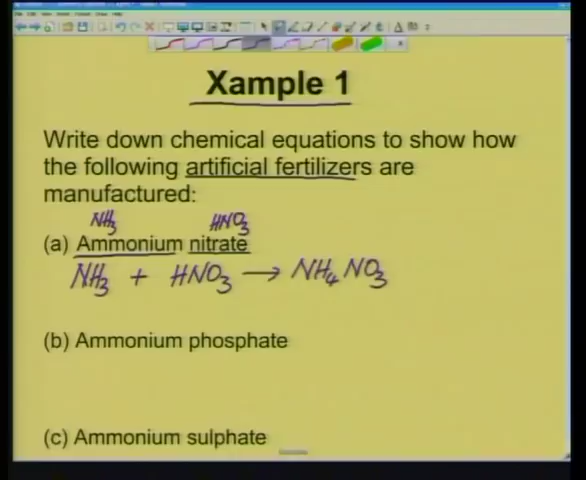 Xample 1
Write down chemical equations to show how
the following artificial fertilizers are
manufactured:
NH₃ HNO₃
(a) Ammonium nitrate
NH₃ + HNO₃ → NH₄NO₃
(b) Ammonium phosphate
(c) Ammonium sulphate